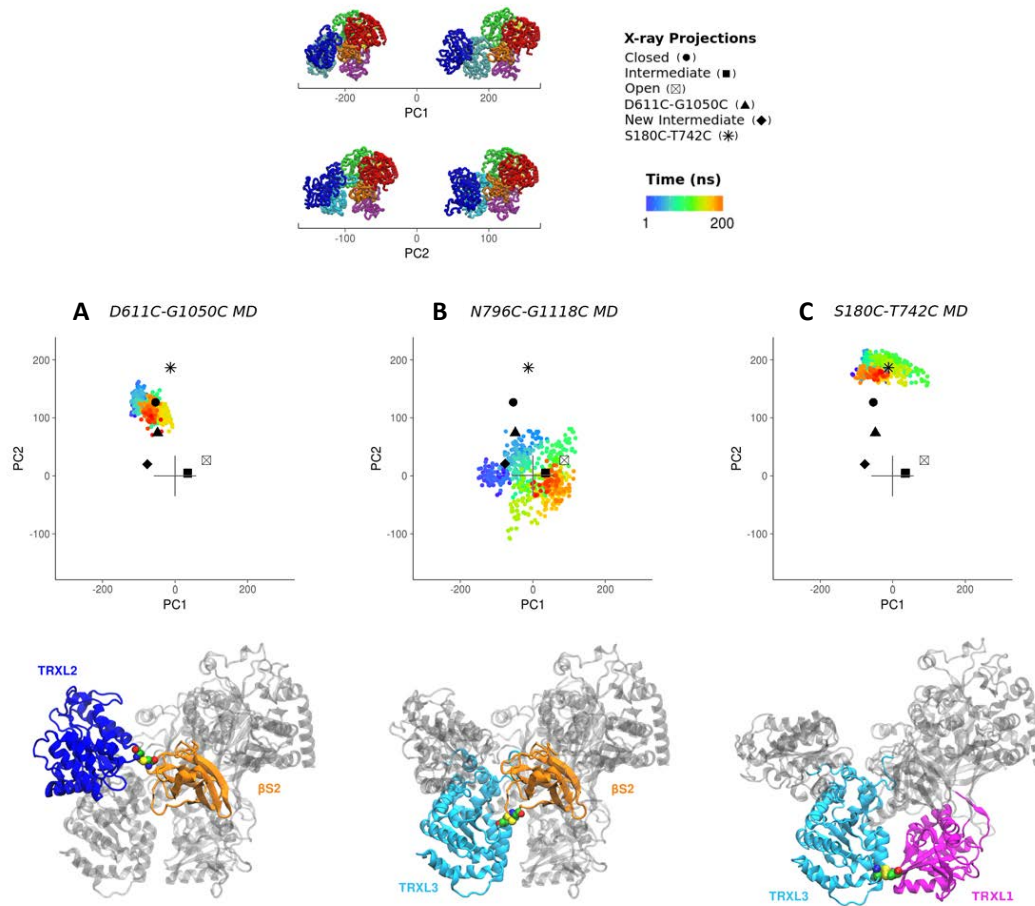 X-ray Projections
Closed (●)
Intermediate (■)
Open (☒)
D611C-G1050C (▲)
New Intermediate (◆)
S180C-T742C (✳)
-200 0 200
PC1
-100 0 100
PC2
Time (ns)
1 200
A D611C-G1050C MD
B N796C-G1118C MD
C S180C-T742C MD
200
100
0
-100
PC2
-200 0 200
PC1
200
100
0
-100
PC2
-200 0 200
PC1
200
100
0
-100
PC2
-200 0 200
PC1
TRXL2
βS2
βS2
TRXL3
TRXL3
TRXL1